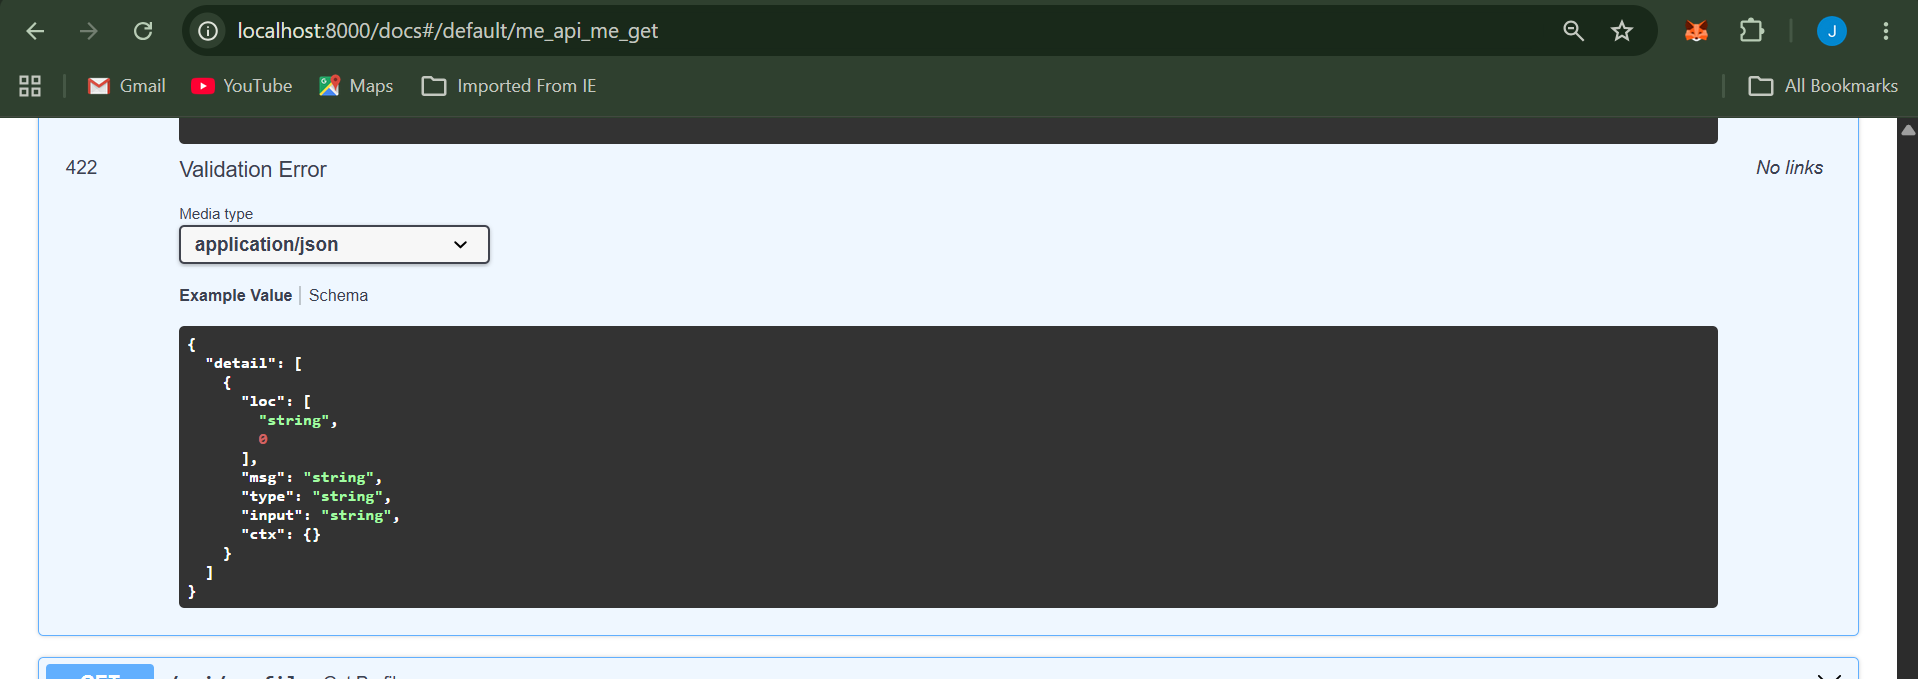 localhost:8000/docs#/default/me_api_me_get
J
Gmail
YouTube
Maps
Imported From IE
All Bookmarks
422
Validation Error
No links
Media type
application/json
Example Value
Schema
{
"detail": [
{
"loc": [
"string",
0
],
"msg": "string",
"type": "string",
"input": "string",
"ctx": {}
}
]
}
GET